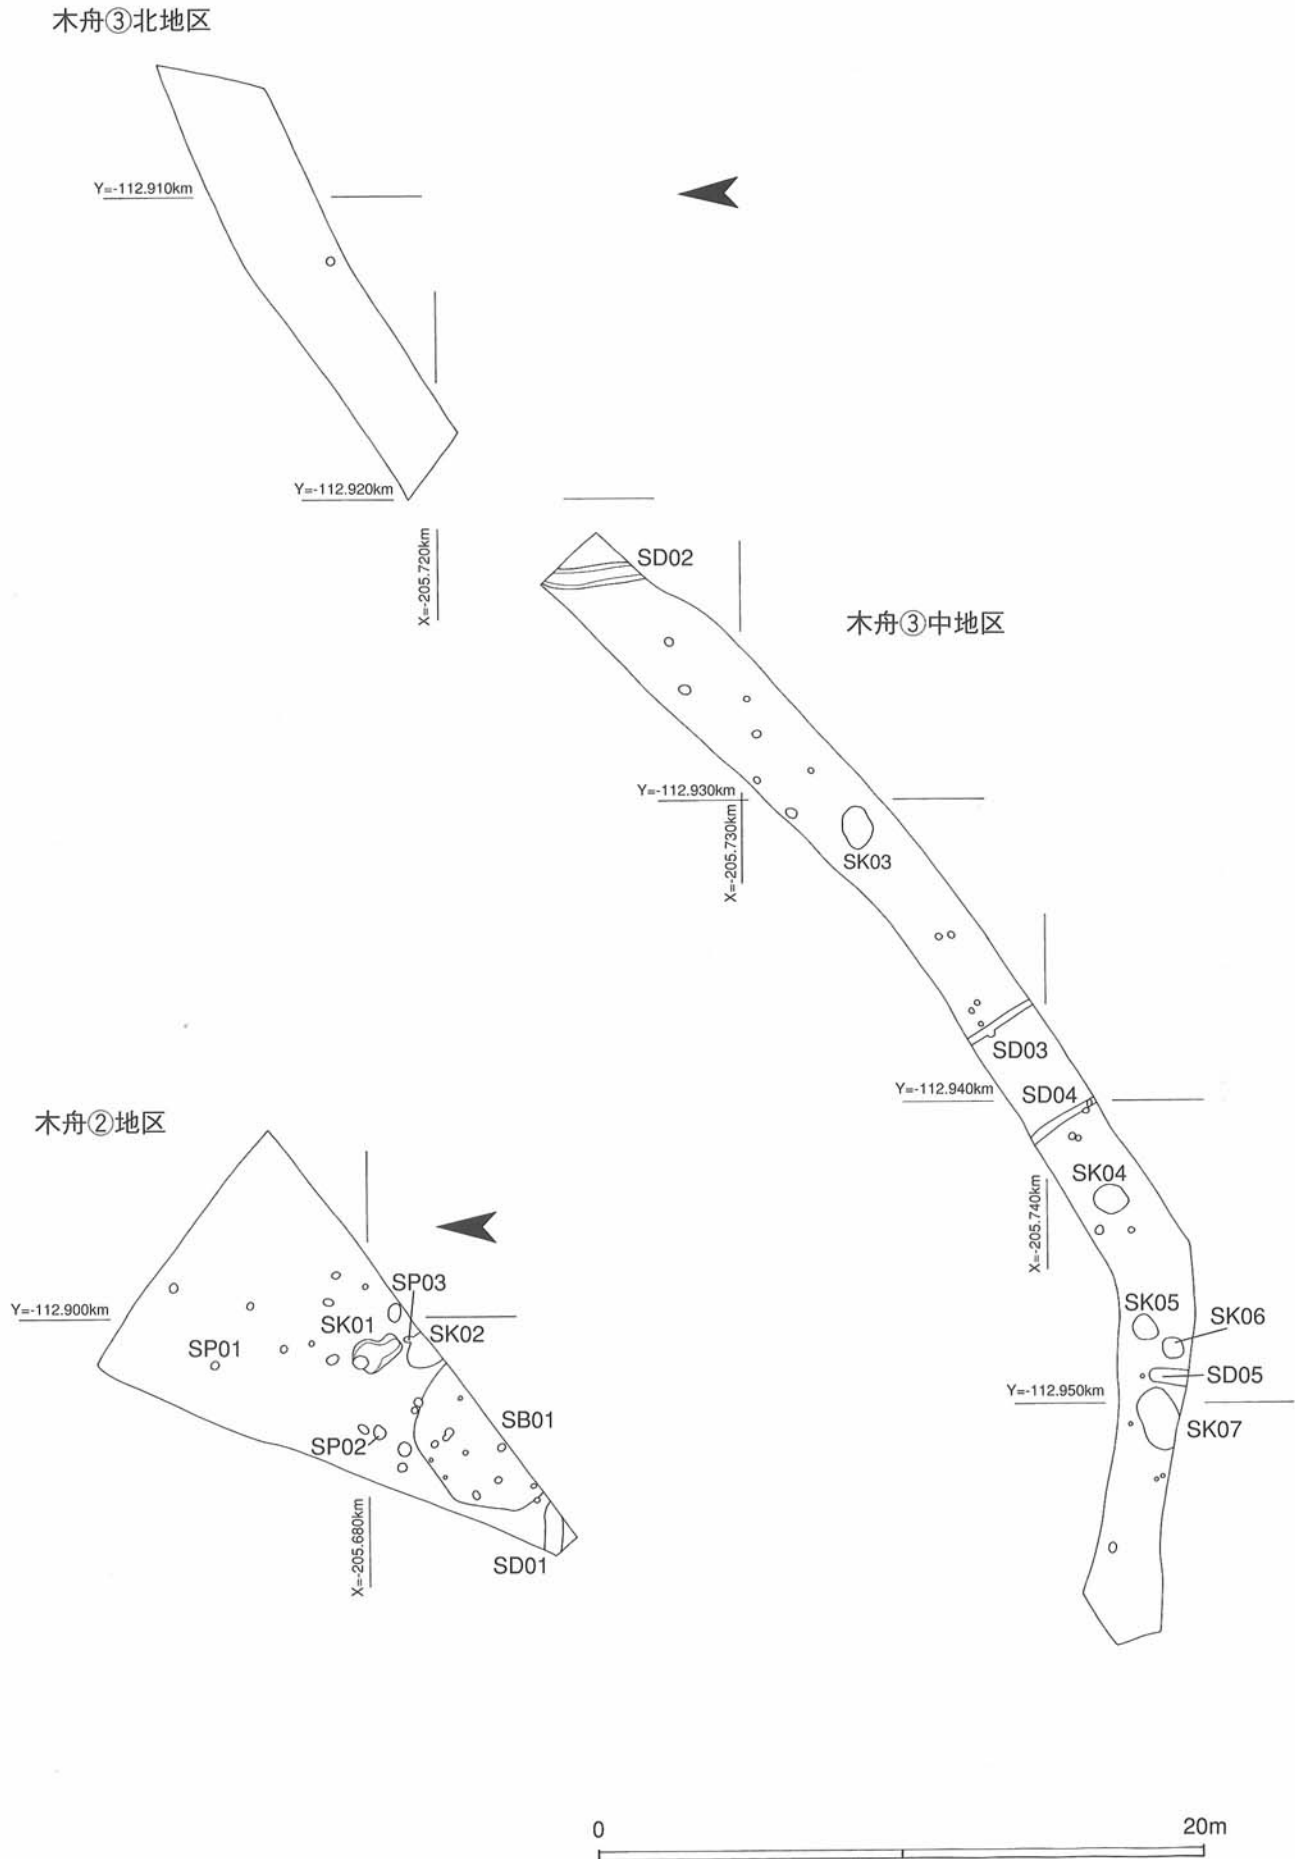 木舟③北地区
Y=-112.910km
Y=-112.920km
X=-205.720km
SD02
木舟③中地区
Y=-112.930km
X=-205.730km
SK03
SD03
Y=-112.940km
SD04
木舟②地区
SK04
X=-205.740km
SP03
Y=-112.900km
SK01
SK02
SP01
SK05
SK06
SD05
Y=-112.950km
SB01
SK07
SP02
X=-205.680km
SD01
0
20m